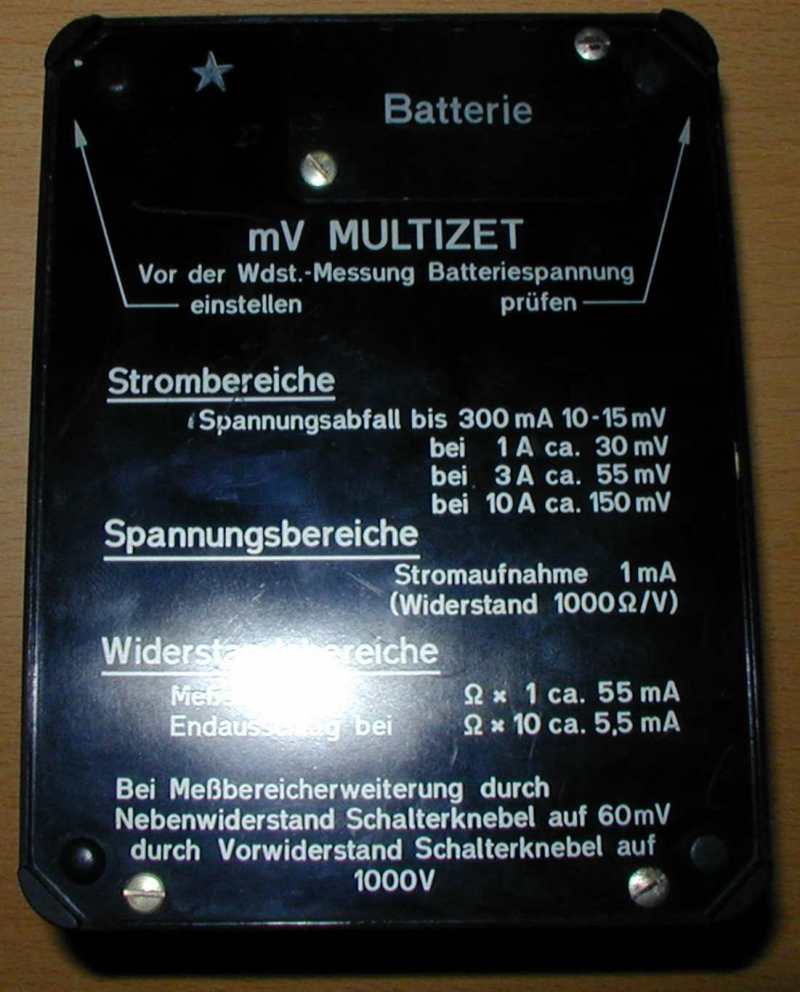 Batterie
mV MULTIZET
Vor der Wdst.-Messung Batteriespannung
einstellen prüfen
Strombereiche
Spannungsabfall bis 300 mA 10-15 mV
bei 1 A ca. 30 mV
bei 3 A ca. 55 mV
bei 10 A ca. 150 mV
Spannungsbereiche
Stromaufnahme 1 mA
(Widerstand 1000 Ω/V)
Widerstandsbereiche
Ω × 1 ca. 55 mA
Endausschlag bei Ω × 10 ca. 5,5 mA
Bei Meßbereicherweiterung durch
Nebenwiderstand Schalterknebel auf 60 mV
durch Vorwiderstand Schalterknebel auf
1000 V